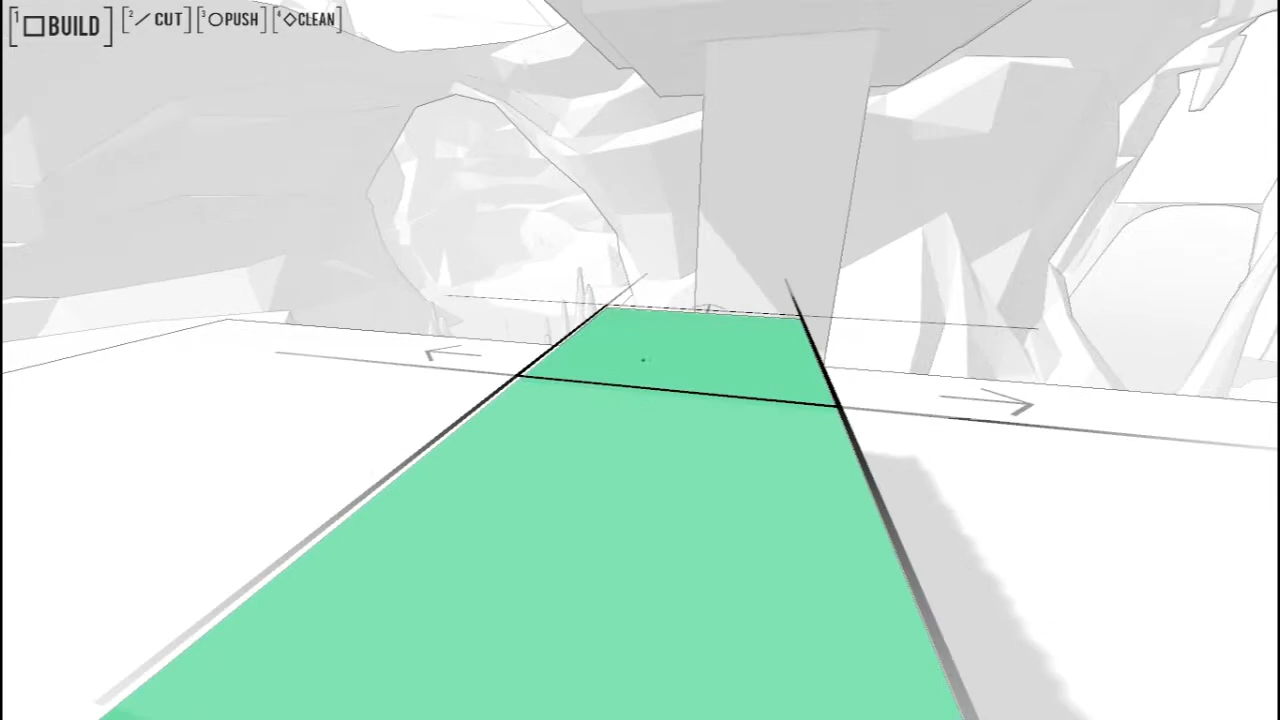 [¹ BUILD] [² CUT] [³ PUSH] [⁴ CLEAN]